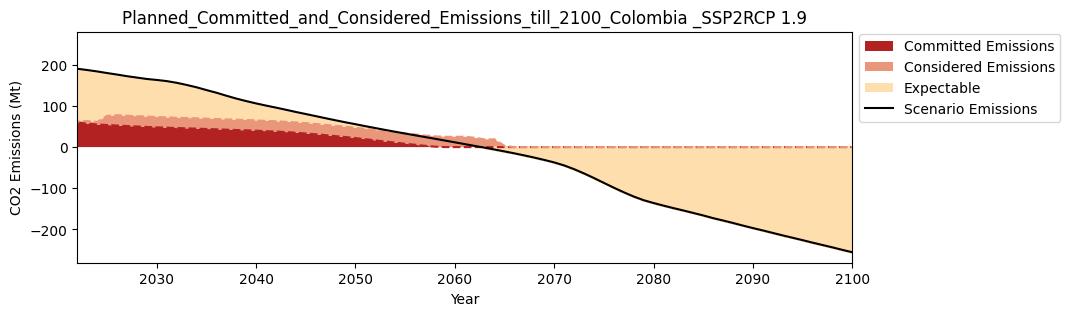 Planned_Committed_and_Considered_Emissions_till_2100_Colombia _SSP2RCP 1.9
Committed Emissions
Considered Emissions
Expectable
Scenario Emissions
CO2 Emissions (Mt)
200
100
0
−100
−200
2030 2040 2050 2060 2070 2080 2090 2100
Year